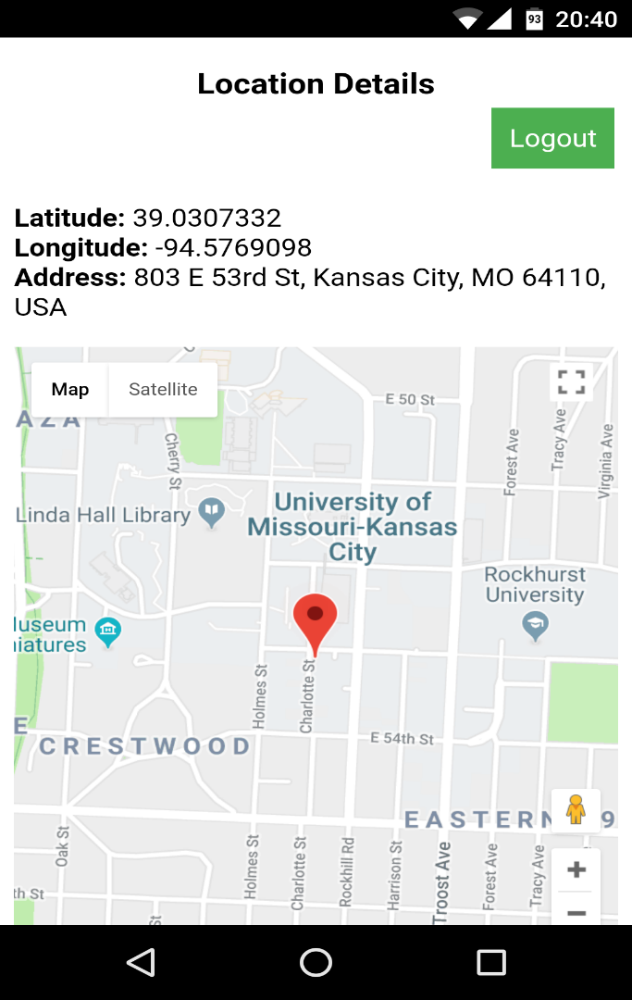 93 20:40
Location Details
Logout
Latitude: 39.0307332
Longitude: -94.5769098
Address: 803 E 53rd St, Kansas City, MO 64110,
USA
Map Satellite
AZA
E 50 St
Cherry St
Forest Ave
Tracy Ave
Virginia Ave
Linda Hall Library
University of
Missouri-Kansas
City
Rockhurst
University
useum
iatures
Holmes St
Charlotte St
E
CRESTWOOD
E 54th St
EASTERN 9
Oak St
Holmes St
Charlotte St
Rockhill Rd
Harrison St
Troost Ave
Forest Ave
Tracy Ave
th St
St